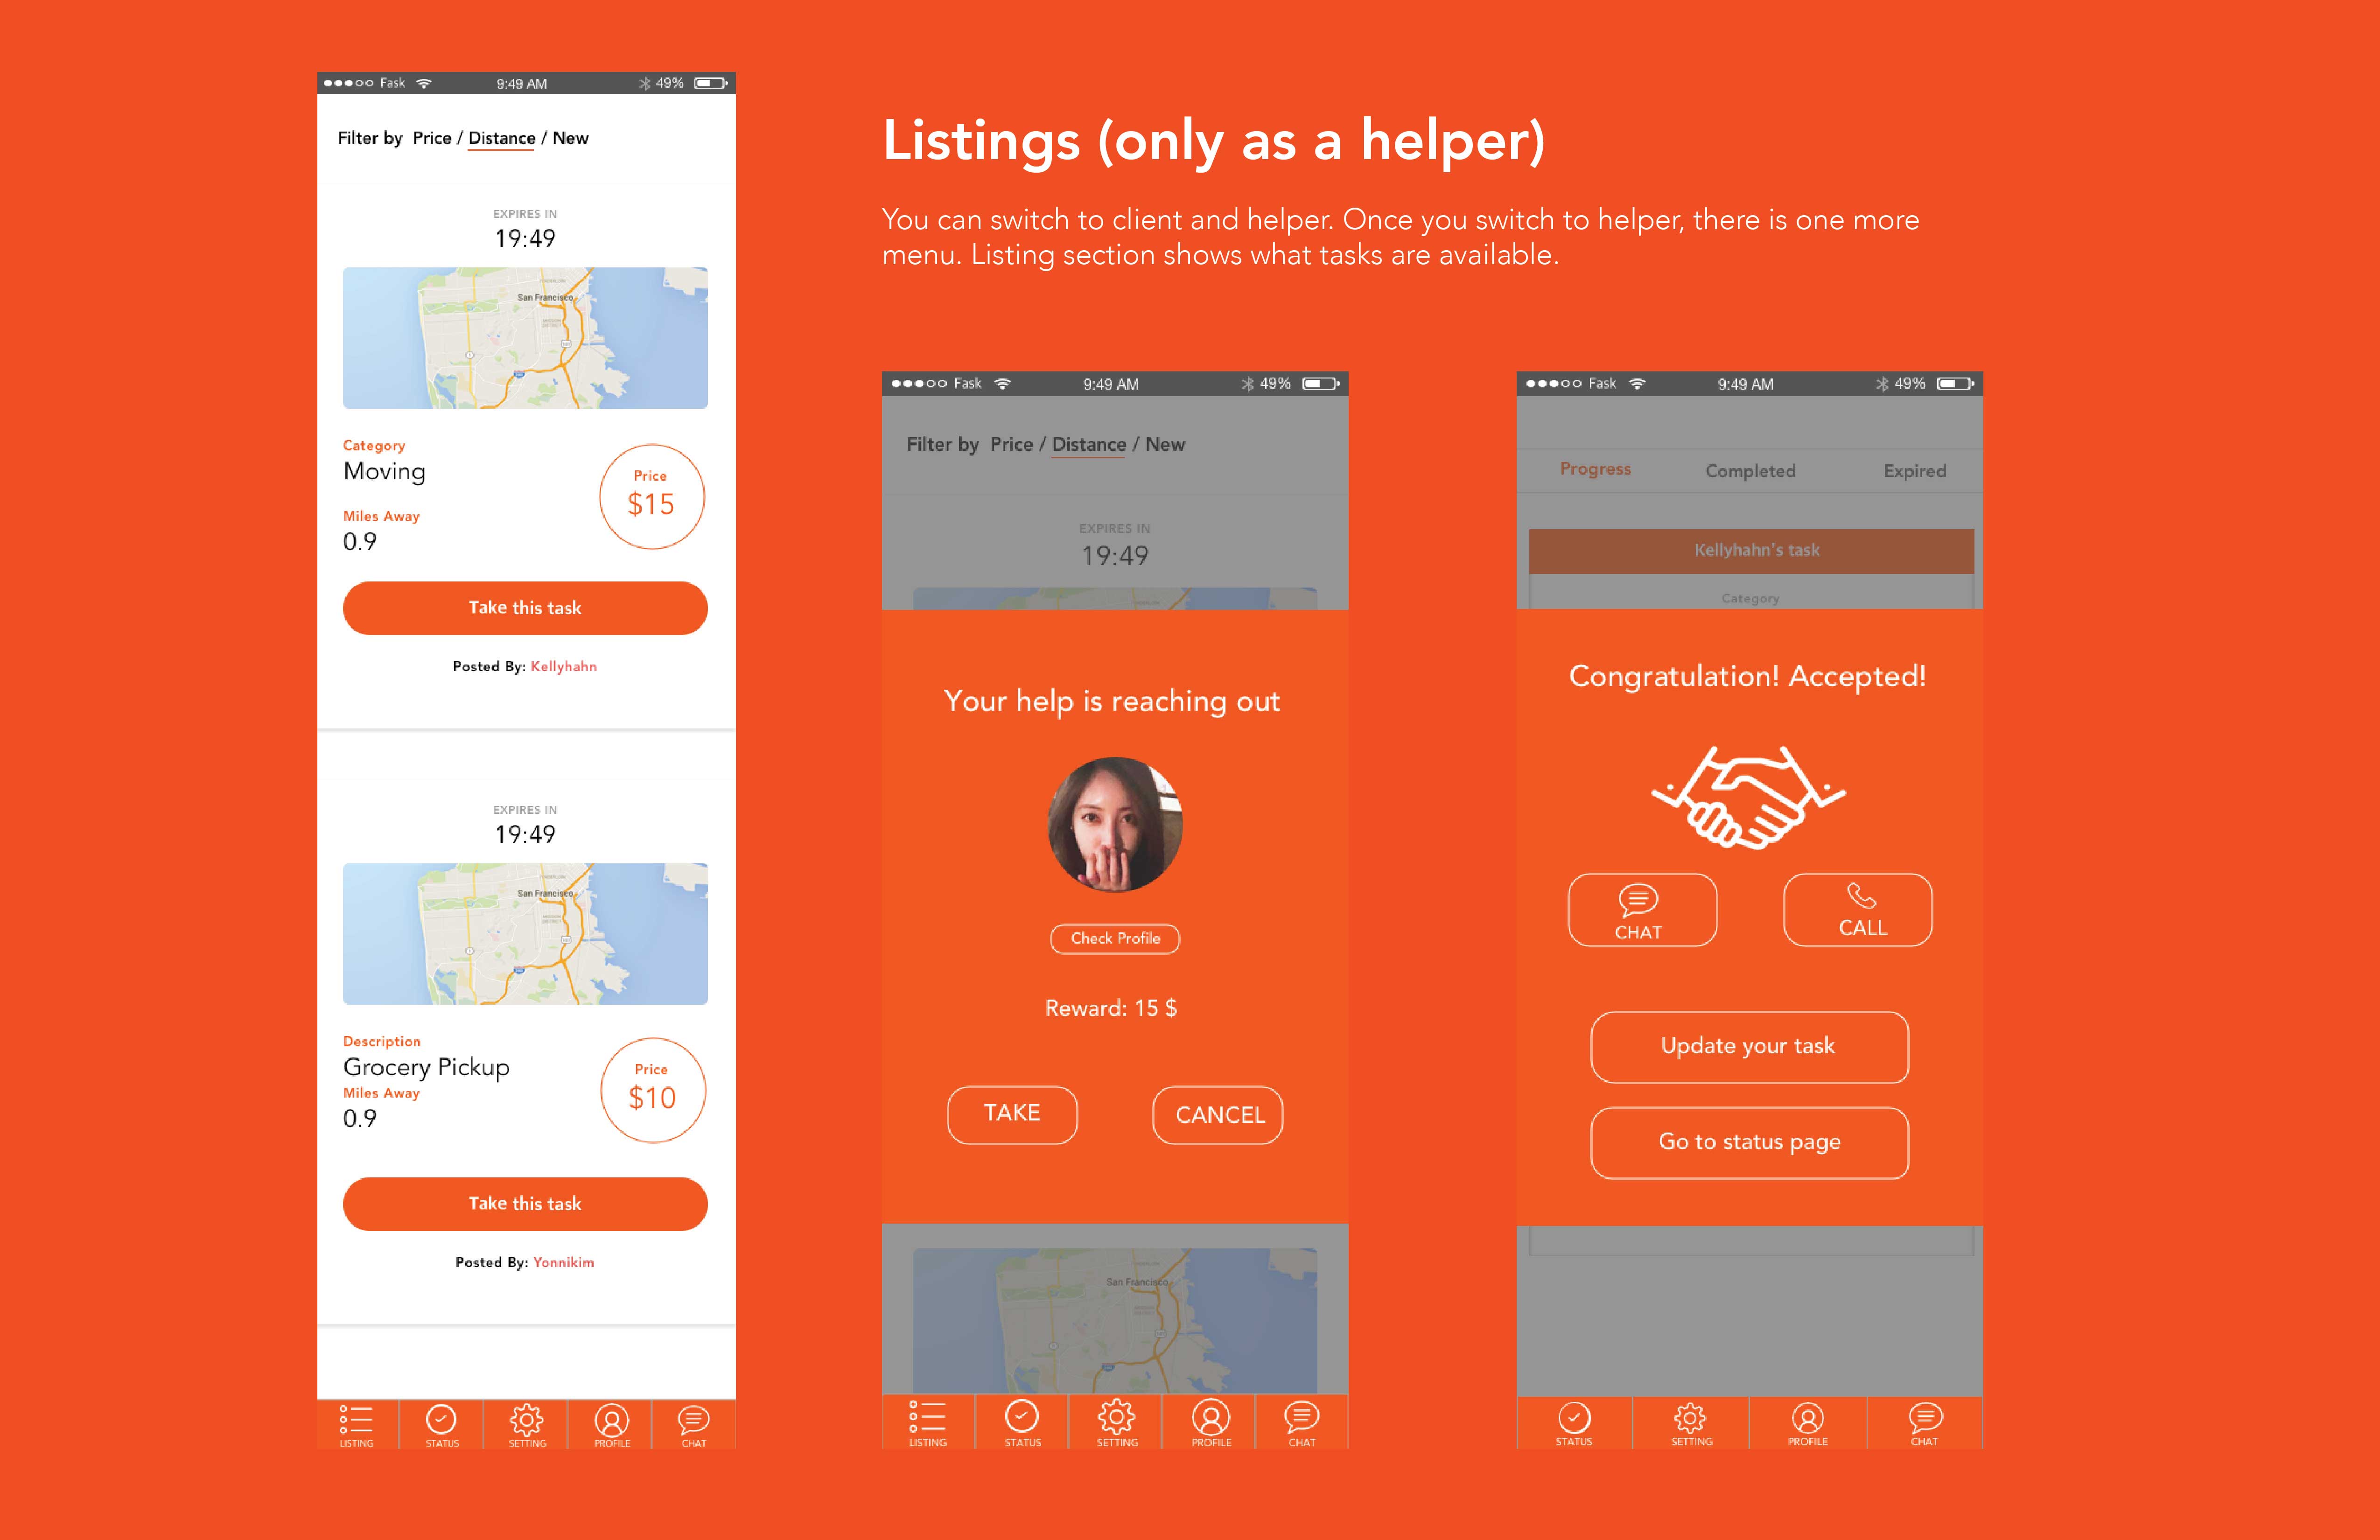 Fask 9:49 AM 49%
Filter by Price / Distance / New
EXPIRES IN
19:49
San Francisco
Category
Moving
Miles Away
0.9
Price
$15
Take this task
Posted By: Kellyhahn
EXPIRES IN
19:49
San Francisco
Description
Grocery Pickup
Miles Away
0.9
Price
$10
Take this task
Posted By: Yonnikim
LISTING STATUS SETTING PROFILE CHAT
Listings (only as a helper)
You can switch to client and helper. Once you switch to helper, there is one more
menu. Listing section shows what tasks are available.
Fask 9:49 AM 49%
Filter by Price / Distance / New
EXPIRES IN
19:49
Your help is reaching out
Check Profile
Reward: 15 $
TAKE CANCEL
San Francisco
LISTING STATUS SETTING PROFILE CHAT
Fask 9:49 AM 49%
Progress Completed Expired
Kellyhahn's task
Category
Congratulation! Accepted!
CHAT CALL
Update your task
Go to status page
STATUS SETTING PROFILE CHAT